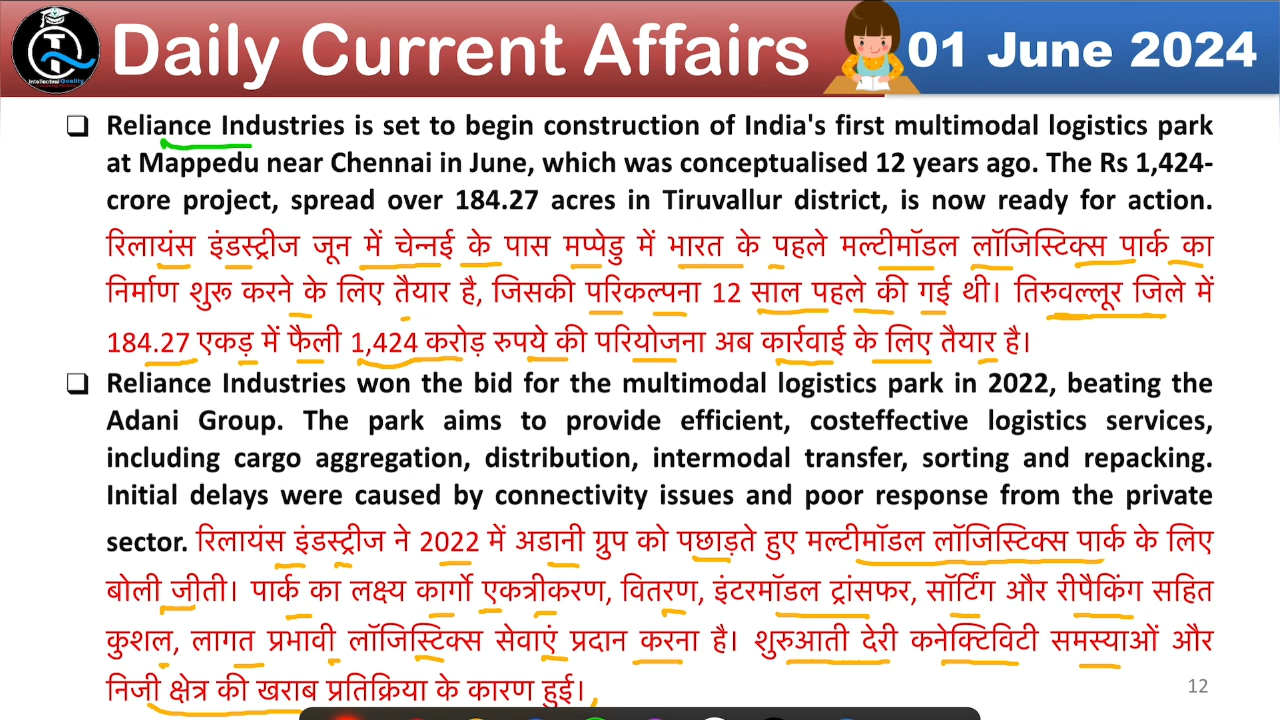 Daily Current Affairs
01 June 2024
Reliance Industries is set to begin construction of India's first multimodal logistics park
at Mappedu near Chennai in June, which was conceptualised 12 years ago. The Rs 1,424-
crore project, spread over 184.27 acres in Tiruvallur district, is now ready for action.
रिलायंस इंडस्ट्रीज जून में चेन्नई के पास मप्पेडु में भारत के पहले मल्टीमॉडल लॉजिस्टिक्स पार्क का
निर्माण शुरू करने के लिए तैयार है, जिसकी परिकल्पना 12 साल पहले की गई थी। तिरुवल्लूर जिले में
184.27 एकड़ में फैली 1,424 करोड़ रुपये की परियोजना अब कार्रवाई के लिए तैयार है।
Reliance Industries won the bid for the multimodal logistics park in 2022, beating the
Adani Group. The park aims to provide efficient, costeffective logistics services,
including cargo aggregation, distribution, intermodal transfer, sorting and repacking.
Initial delays were caused by connectivity issues and poor response from the private
sector. रिलायंस इंडस्ट्रीज ने 2022 में अडानी ग्रुप को पछाड़ते हुए मल्टीमॉडल लॉजिस्टिक्स पार्क के लिए
बोली जीती। पार्क का लक्ष्य कार्गो एकत्रीकरण, वितरण, इंटरमॉडल ट्रांसफर, सॉर्टिंग और रीपैकिंग सहित
कुशल, लागत प्रभावी लॉजिस्टिक्स सेवाएं प्रदान करना है। शुरुआती देरी कनेक्टिविटी समस्याओं और
निजी क्षेत्र की खराब प्रतिक्रिया के कारण हुई।
12